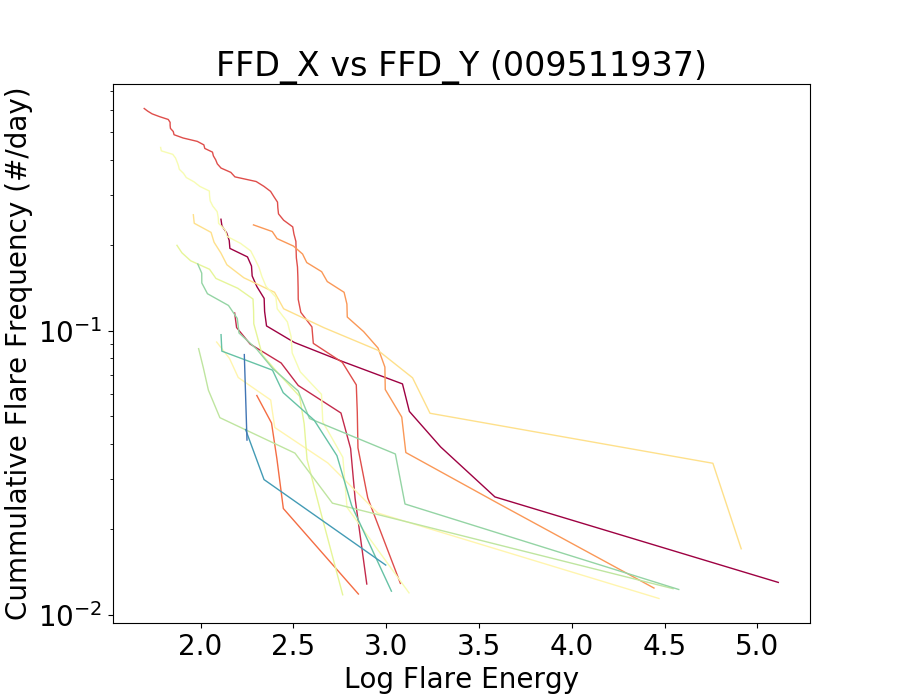 FFD_X vs FFD_Y (009511937)
Cummulative Flare Frequency (#/day)
10⁻¹
10⁻²
2.0 2.5 3.0 3.5 4.0 4.5 5.0
Log Flare Energy